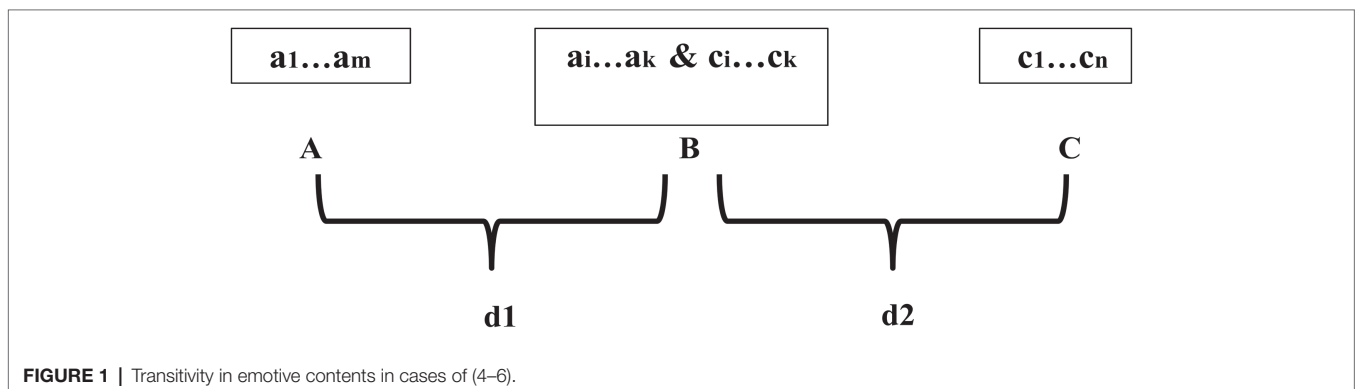 a1...am ai...ak & ci...ck c1...cn
A B C
d1 d2
FIGURE 1 | Transitivity in emotive contents in cases of (4–6).